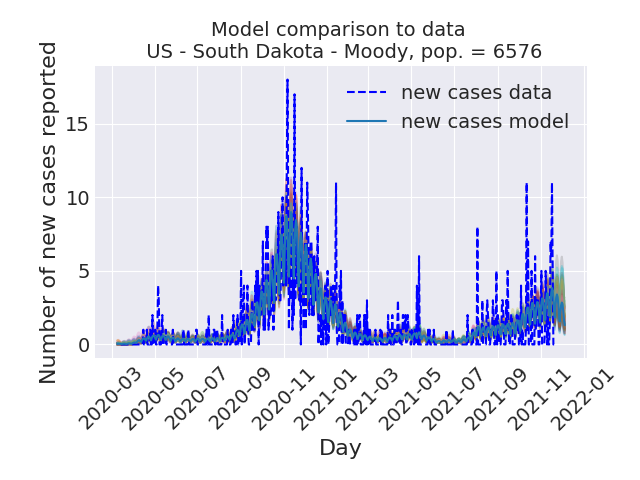 Model comparison to data
US - South Dakota - Moody, pop. = 6576
Number of new cases reported
15
10
5
0
new cases data
new cases model
2020-03
2020-05
2020-07
2020-09
2020-11
2021-01
2021-03
2021-05
2021-07
2021-09
2021-11
2022-01
Day